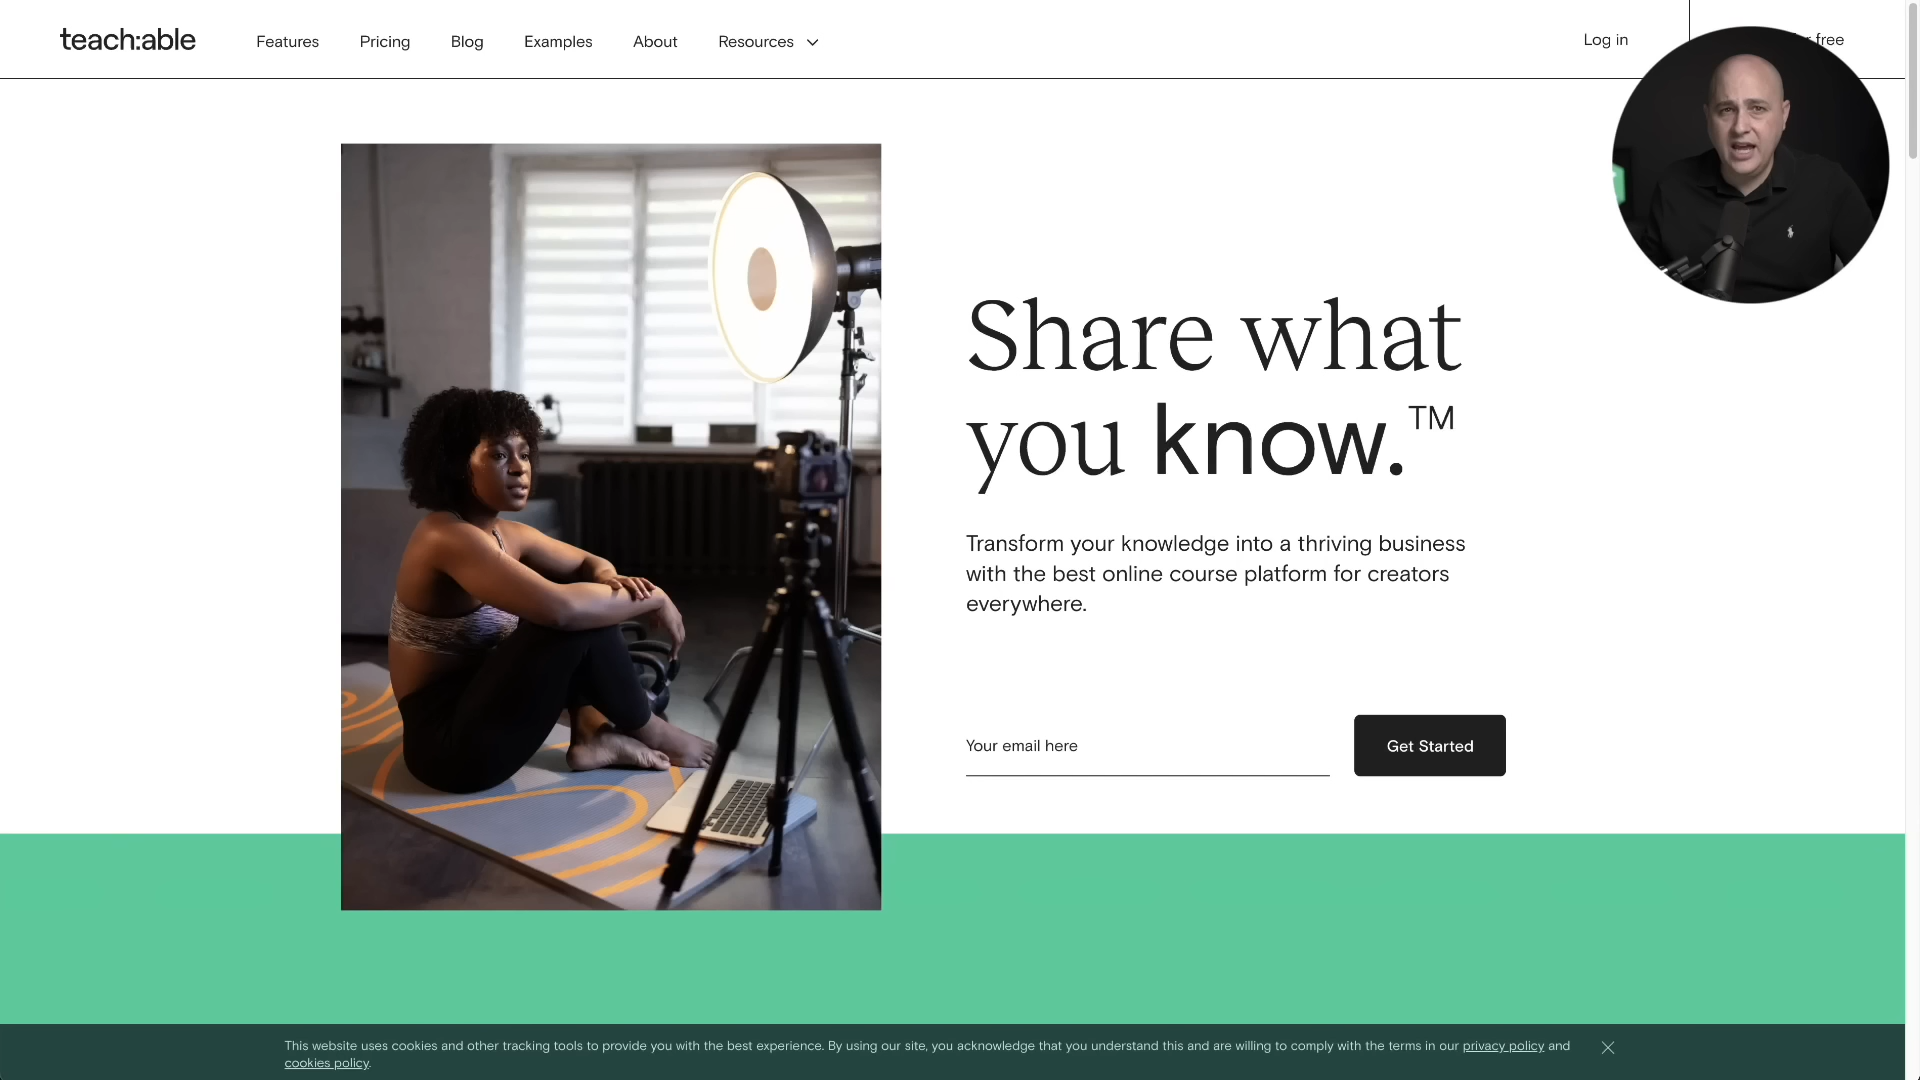 teach:able
Features
Pricing
Blog
Examples
About
Resources
Log in
free
Share what
you know.™
Transform your knowledge into a thriving business
with the best online course platform for creators
everywhere.
Your email here
Get Started
This website uses cookies and other tracking tools to provide you with the best experience. By using our site, you acknowledge that you understand this and are willing to comply with the terms in our privacy policy and
cookies policy.